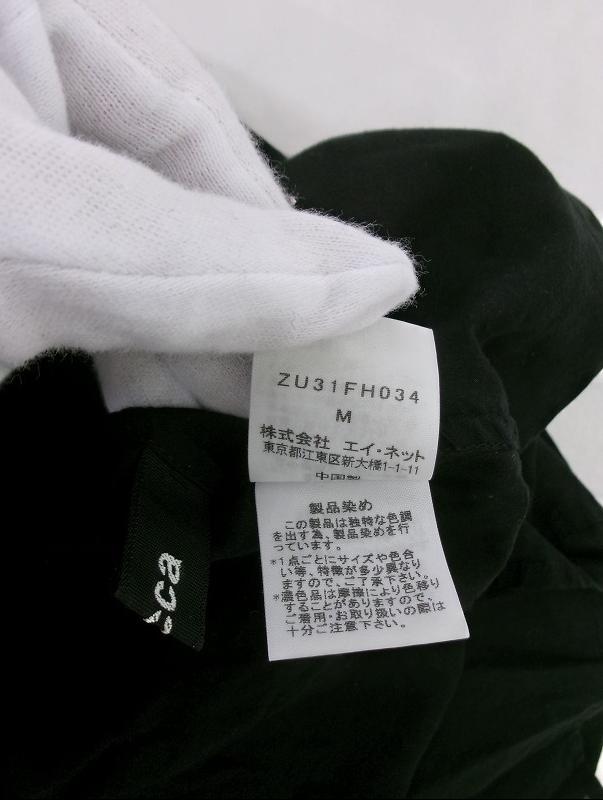 ZU31FH034
M
株式会社 エイ・ネット
東京都江東区新大橋1-1-11
中国製
製品染め
この製品は独特な色調
を出す為、製品染めを行
っています。
*1点ごとにサイズや色合
い等、特徴が多少異なり
ますので、ご了承下さい。
*濃色品は摩擦により色移り
することがありますので、
ご着用・お取り扱いの際は
十分ご注意下さい。
cca